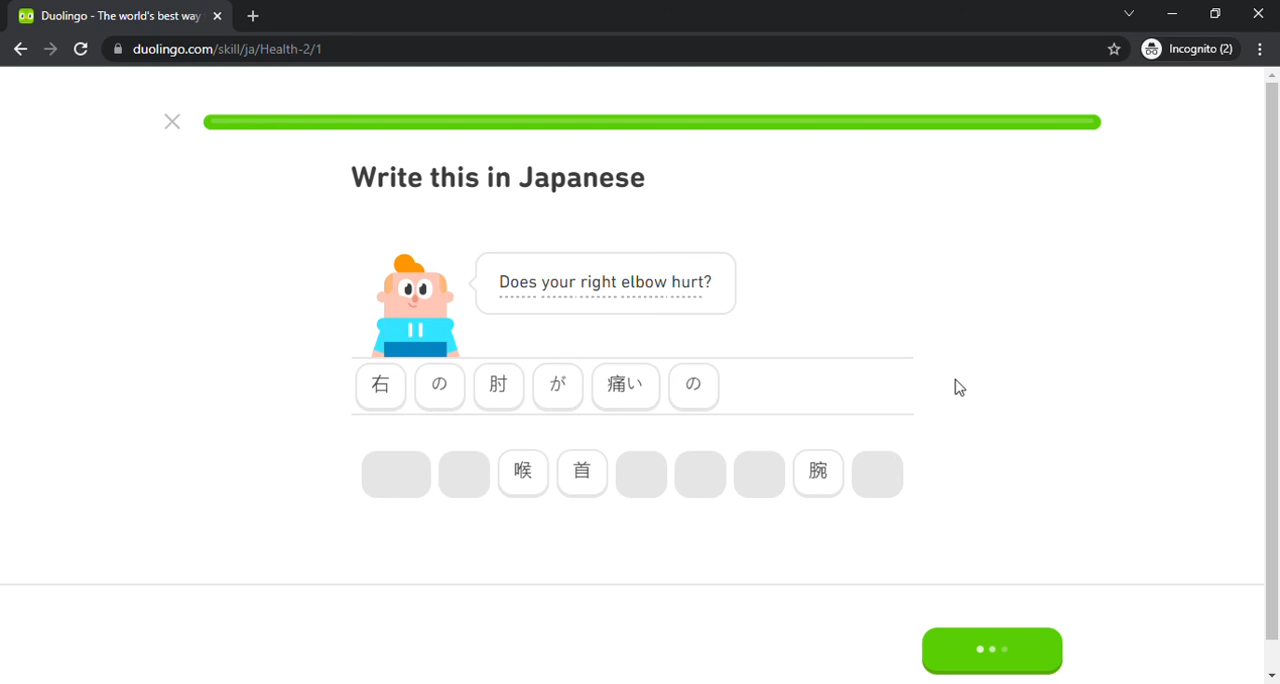 Duolingo - The world's best way
duolingo.com/skill/ja/Health-2/1
Incognito (2)
Write this in Japanese
Does your right elbow hurt?
右 の 肘 が 痛い の
喉 首 腕